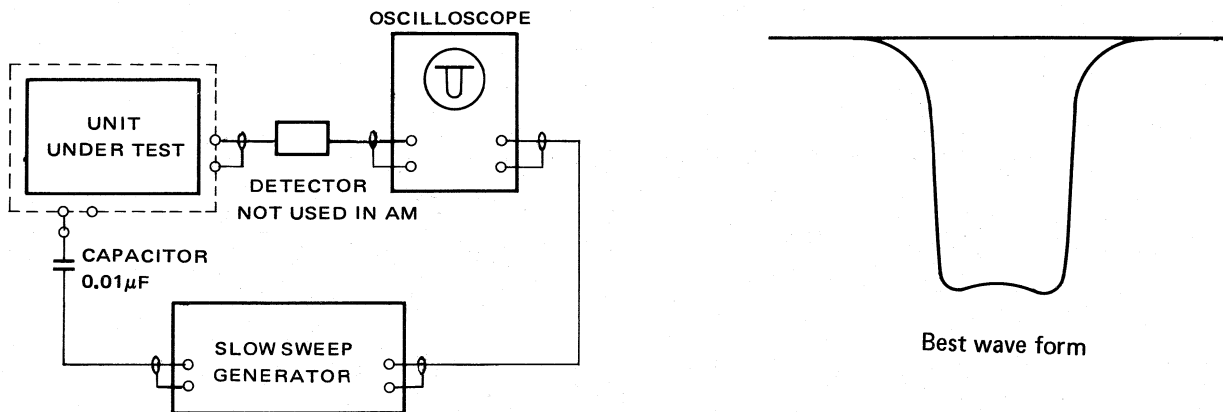 OSCILLOSCOPE
UNIT
UNDER TEST
DETECTOR
NOT USED IN AM
CAPACITOR
0.01μF
SLOW SWEEP
GENERATOR
Best wave form